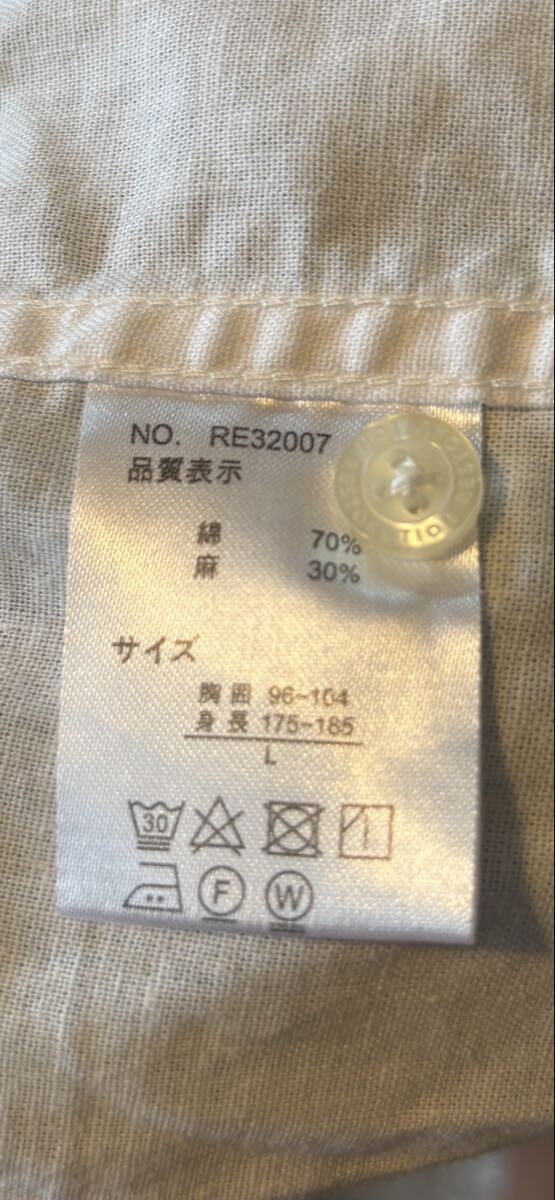 NO. RE32007
品質表示
綿 70%
麻 30%
サイズ
胸囲 96-104
身長 175-185
L
30
F W